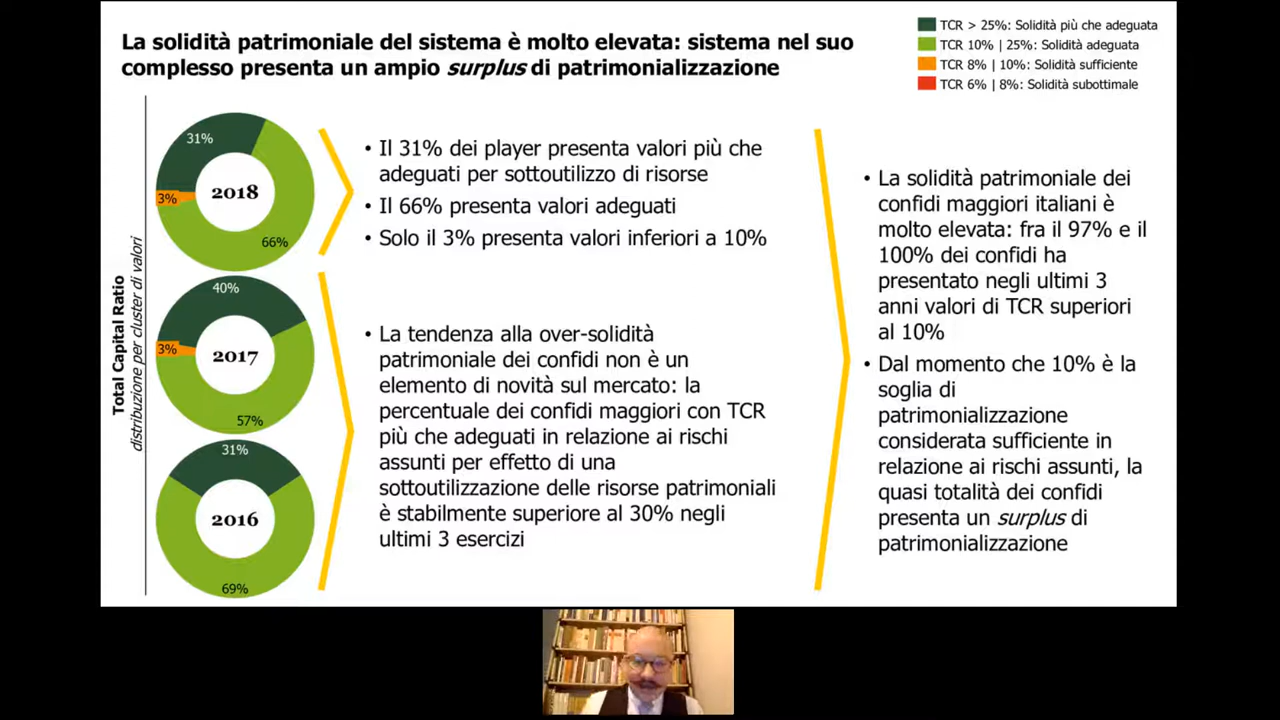 La solidità patrimoniale del sistema è molto elevata: sistema nel suo
complesso presenta un ampio surplus di patrimonializzazione
TCR > 25%: Solidità più che adeguata
TCR 10% | 25%: Solidità adeguata
TCR 8% | 10%: Solidità sufficiente
TCR 6% | 8%: Solidità subottimale
Total Capital Ratio
distribuzione per cluster di valori
31%
3%
2018
66%
40%
3%
2017
57%
31%
2016
69%
• Il 31% dei player presenta valori più che
adeguati per sottoutilizzo di risorse
• Il 66% presenta valori adeguati
• Solo il 3% presenta valori inferiori a 10%
• La tendenza alla over-solidità
patrimoniale dei confidi non è un
elemento di novità sul mercato: la
percentuale dei confidi maggiori con TCR
più che adeguati in relazione ai rischi
assunti per effetto di una
sottoutilizzazione delle risorse patrimoniali
è stabilmente superiore al 30% negli
ultimi 3 esercizi
• La solidità patrimoniale dei
confidi maggiori italiani è
molto elevata: fra il 97% e il
100% dei confidi ha
presentato negli ultimi 3
anni valori di TCR superiori
al 10%
• Dal momento che 10% è la
soglia di
patrimonializzazione
considerata sufficiente in
relazione ai rischi assunti, la
quasi totalità dei confidi
presenta un surplus di
patrimonializzazione